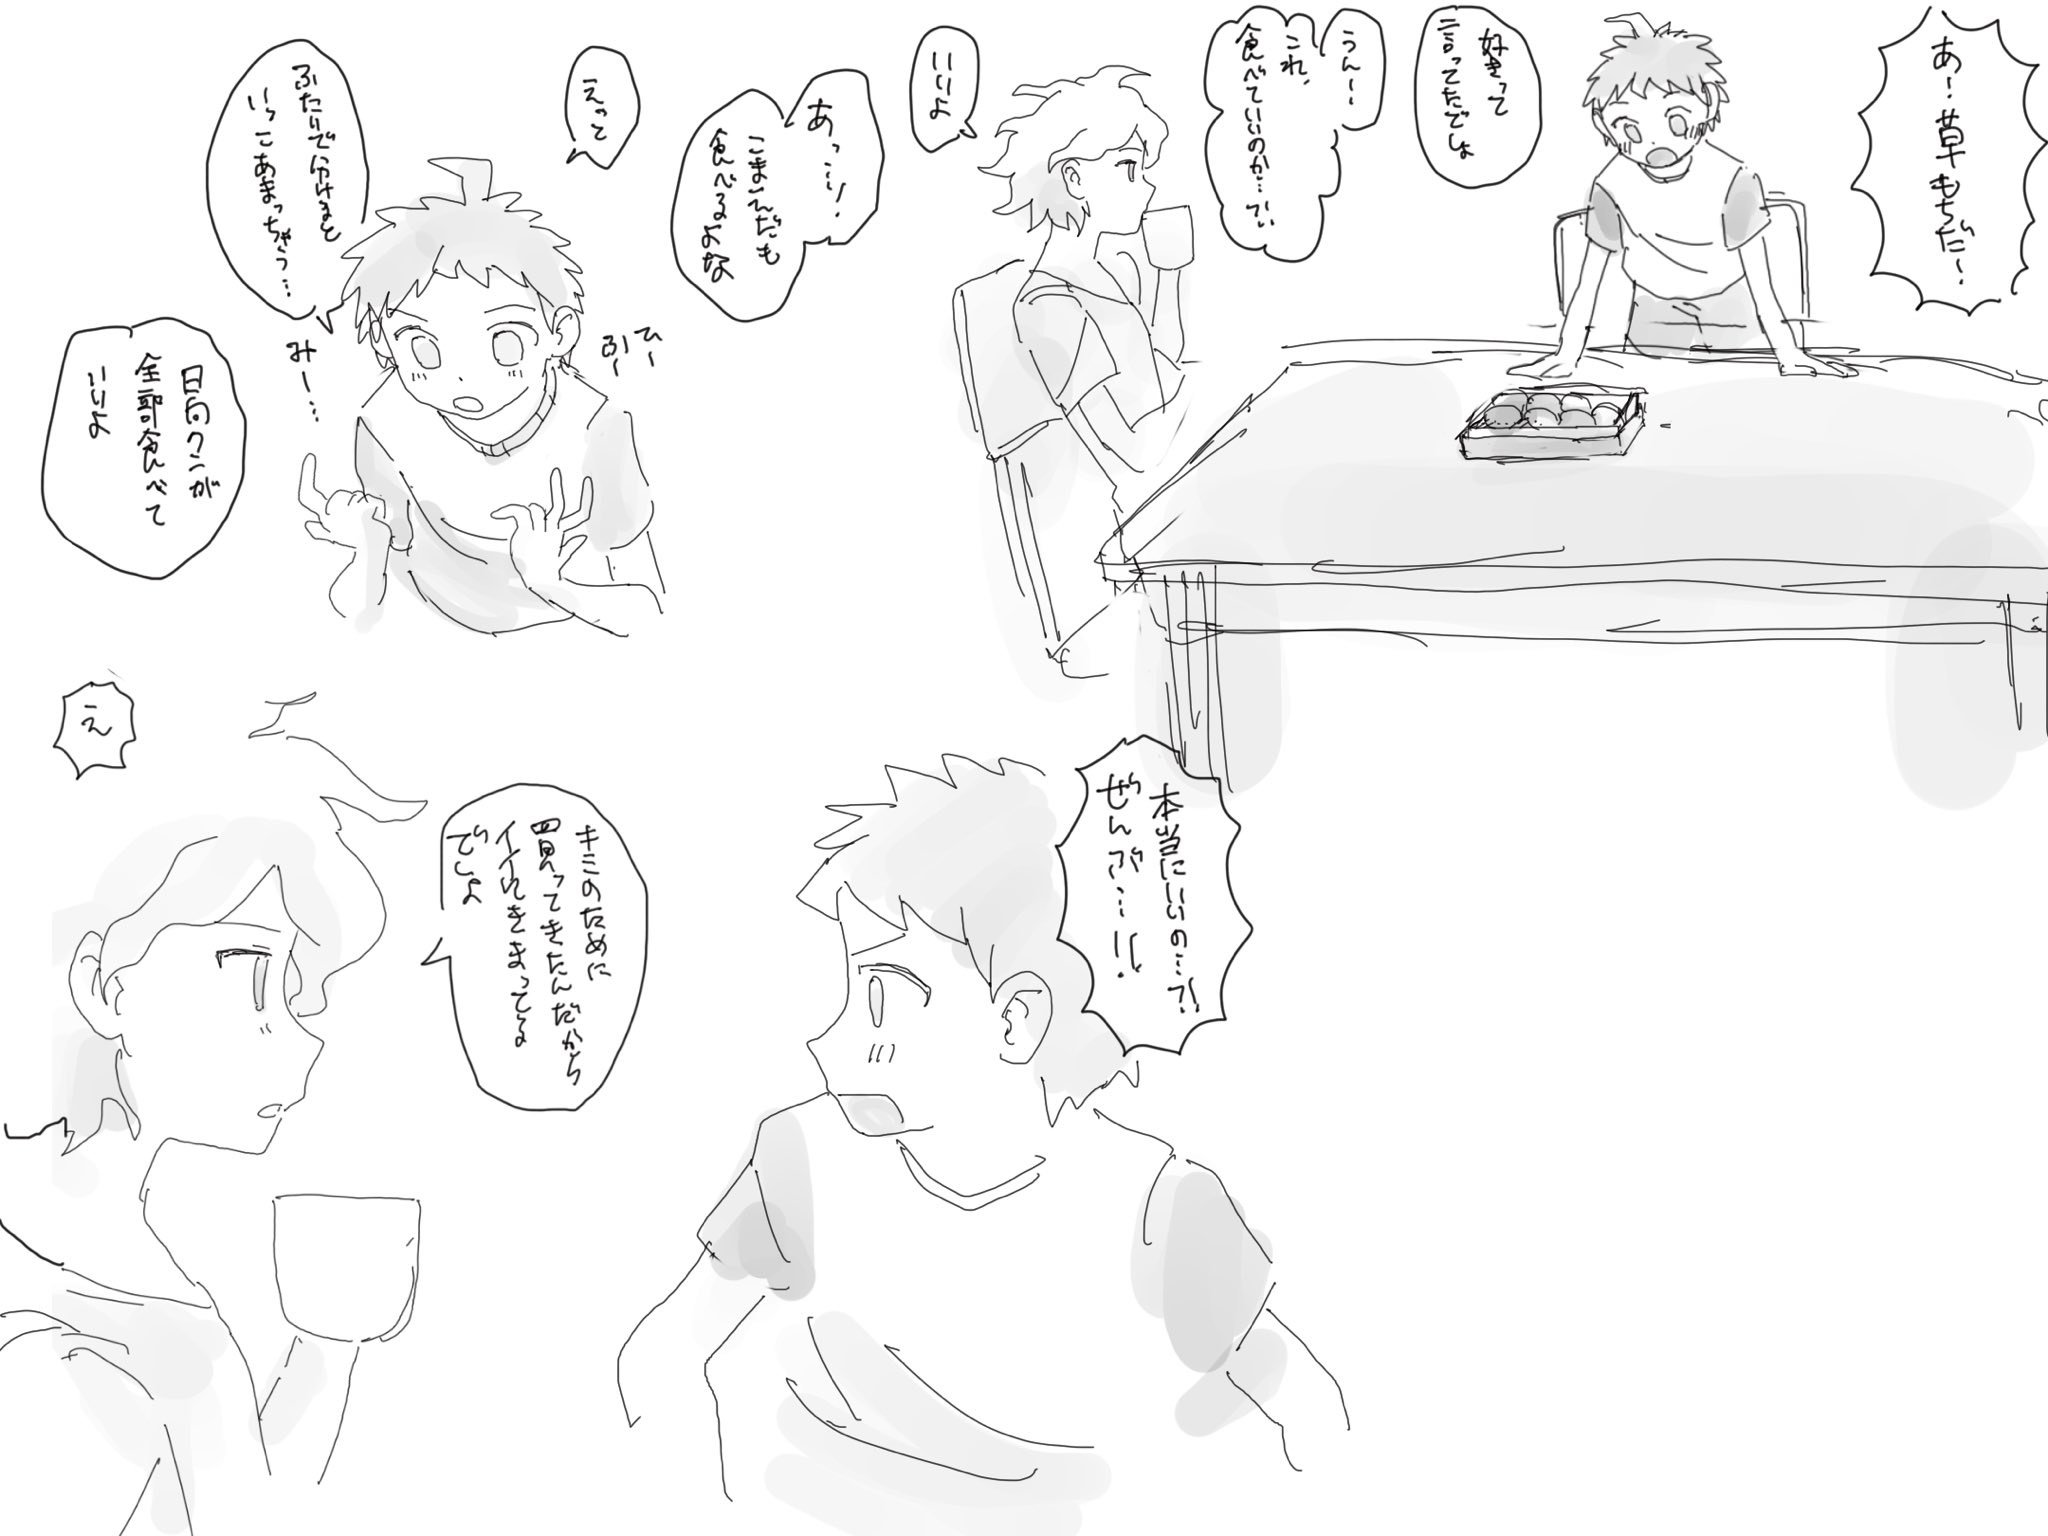 あー!草もちだー!
好きって
言ってたでしょ
うん〜
これ、
食べていいのか…!?
いいよ
あっ…!
こまえだも
食べるよな
えっと
ふたりで分けると
いっこあまっちゃう…
ひー
ふー
みー…
日向クンが
全部食べて
いいよ
本当にいいの…?!
ぜんぶ…!!
キミのために
買ってきたんだから
イイにきまってる
でしょ
え